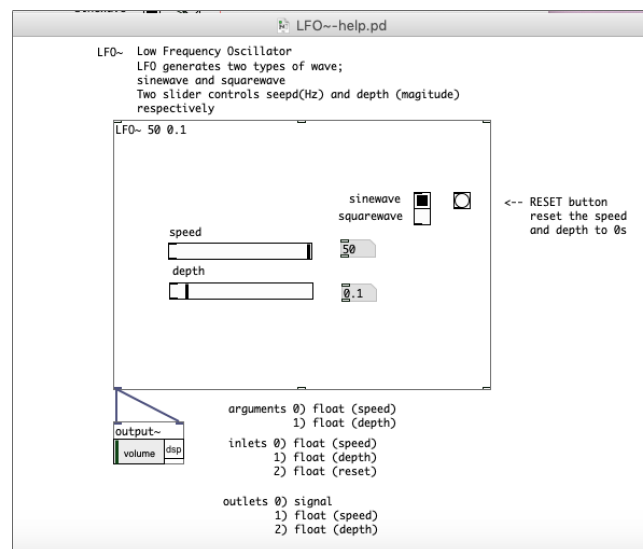 LFO~-help.pd
LFO~ Low Frequency Oscillator
LFO generates two types of wave;
sinewave and squarewave
Two slider controls seepd(Hz) and depth (magitude)
respectively
LFO~ 50 0.1
sinewave
squarewave
<-- RESET button
reset the speed
and depth to 0s
speed
50
depth
0.1
output~
volume
dsp
arguments 0) float (speed)
1) float (depth)
inlets 0) float (speed)
1) float (depth)
2) float (reset)
outlets 0) signal
1) float (speed)
2) float (depth)